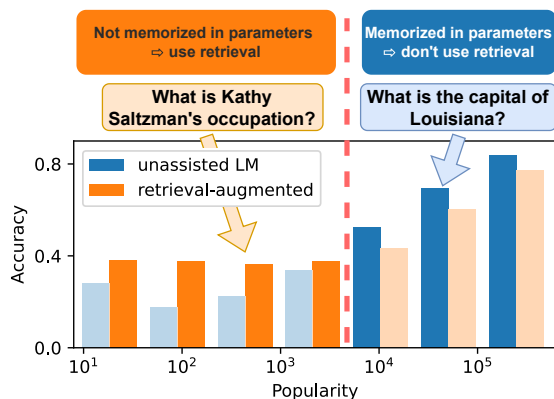 Not memorized in parameters
⇨ use retrieval
Memorized in parameters
⇨ don't use retrieval
What is Kathy
Saltzman's occupation?
What is the capital of
Louisiana?
unassisted LM
retrieval-augmented
Accuracy
0.8
0.4
0.0
10¹
10²
10³
10⁴
10⁵
Popularity